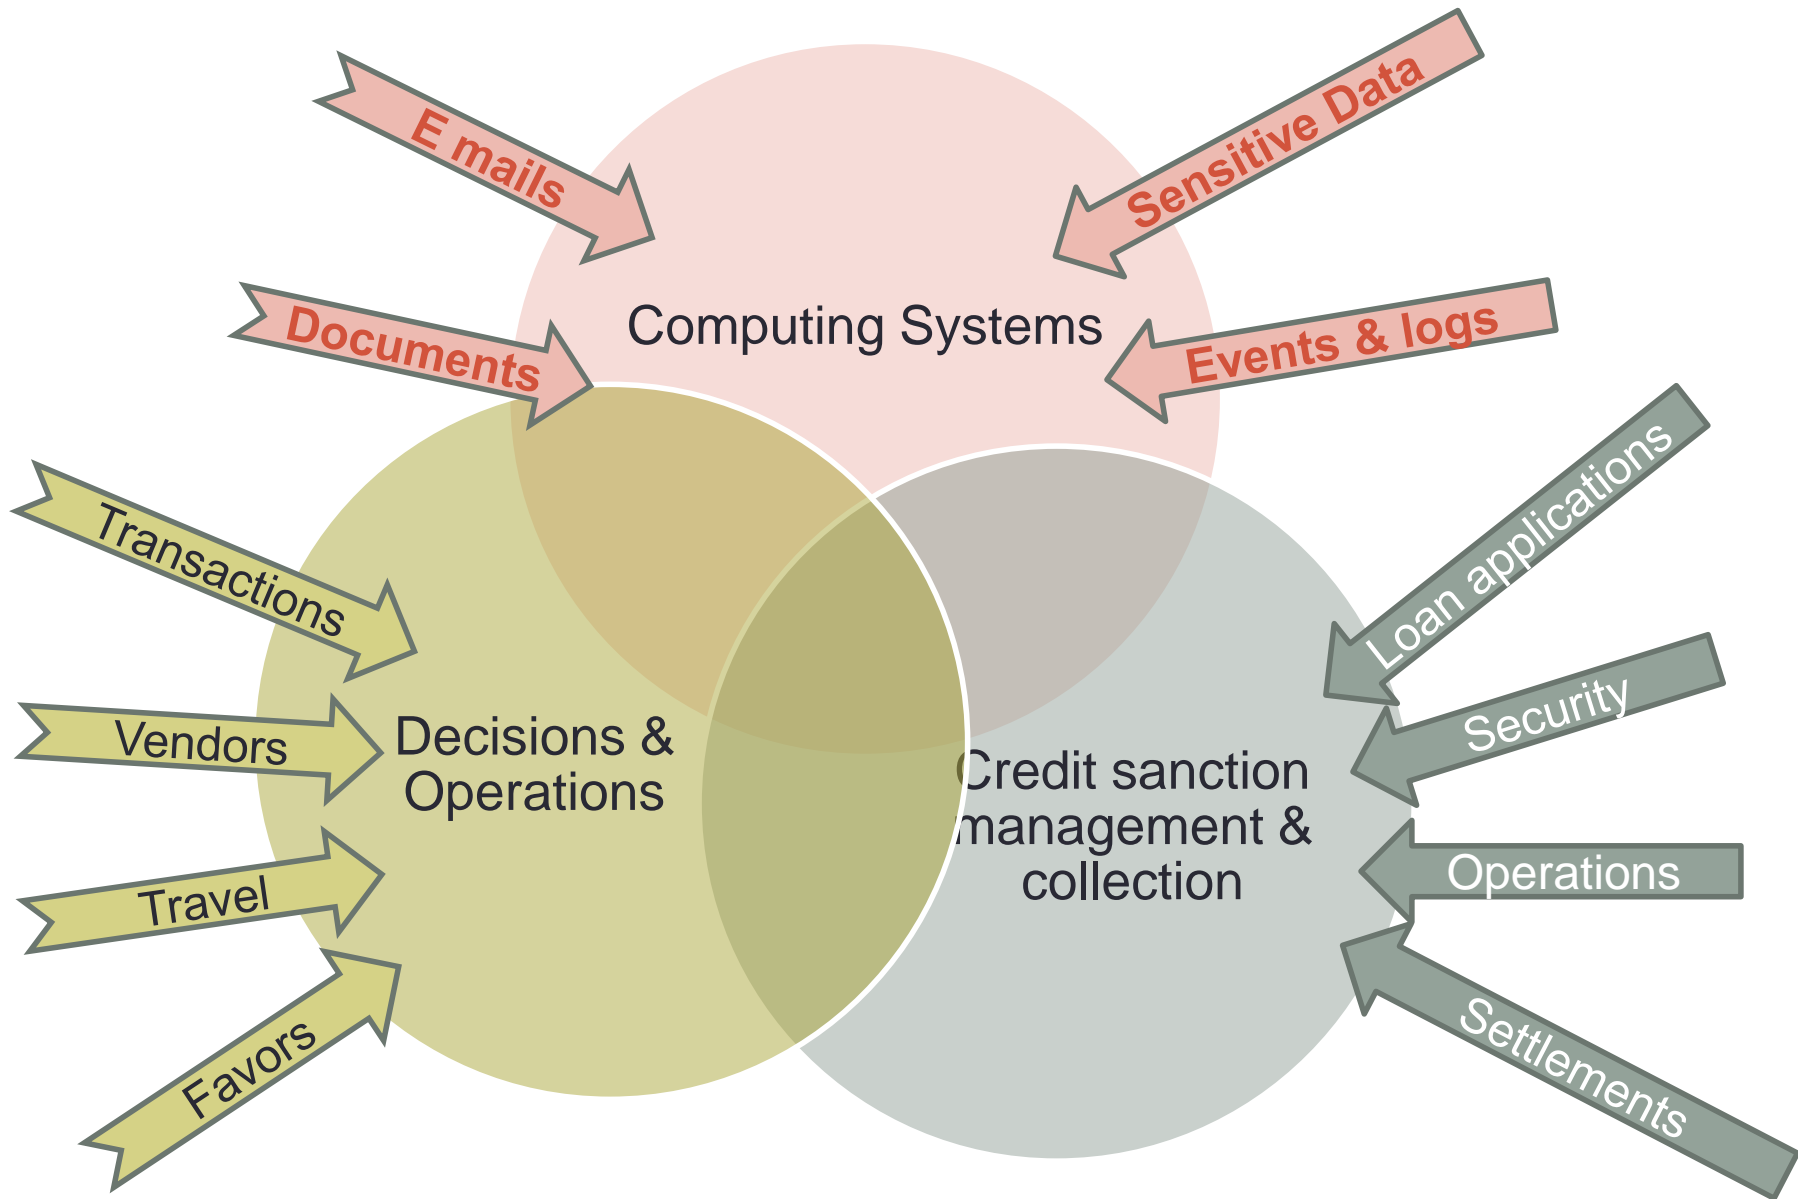 E mails
Sensitive Data
Documents
Computing Systems
Events & logs
Transactions
Loan applications
Vendors
Decisions &
Operations
Security
Credit sanction
management &
collection
Travel
Operations
Favors
Settlements